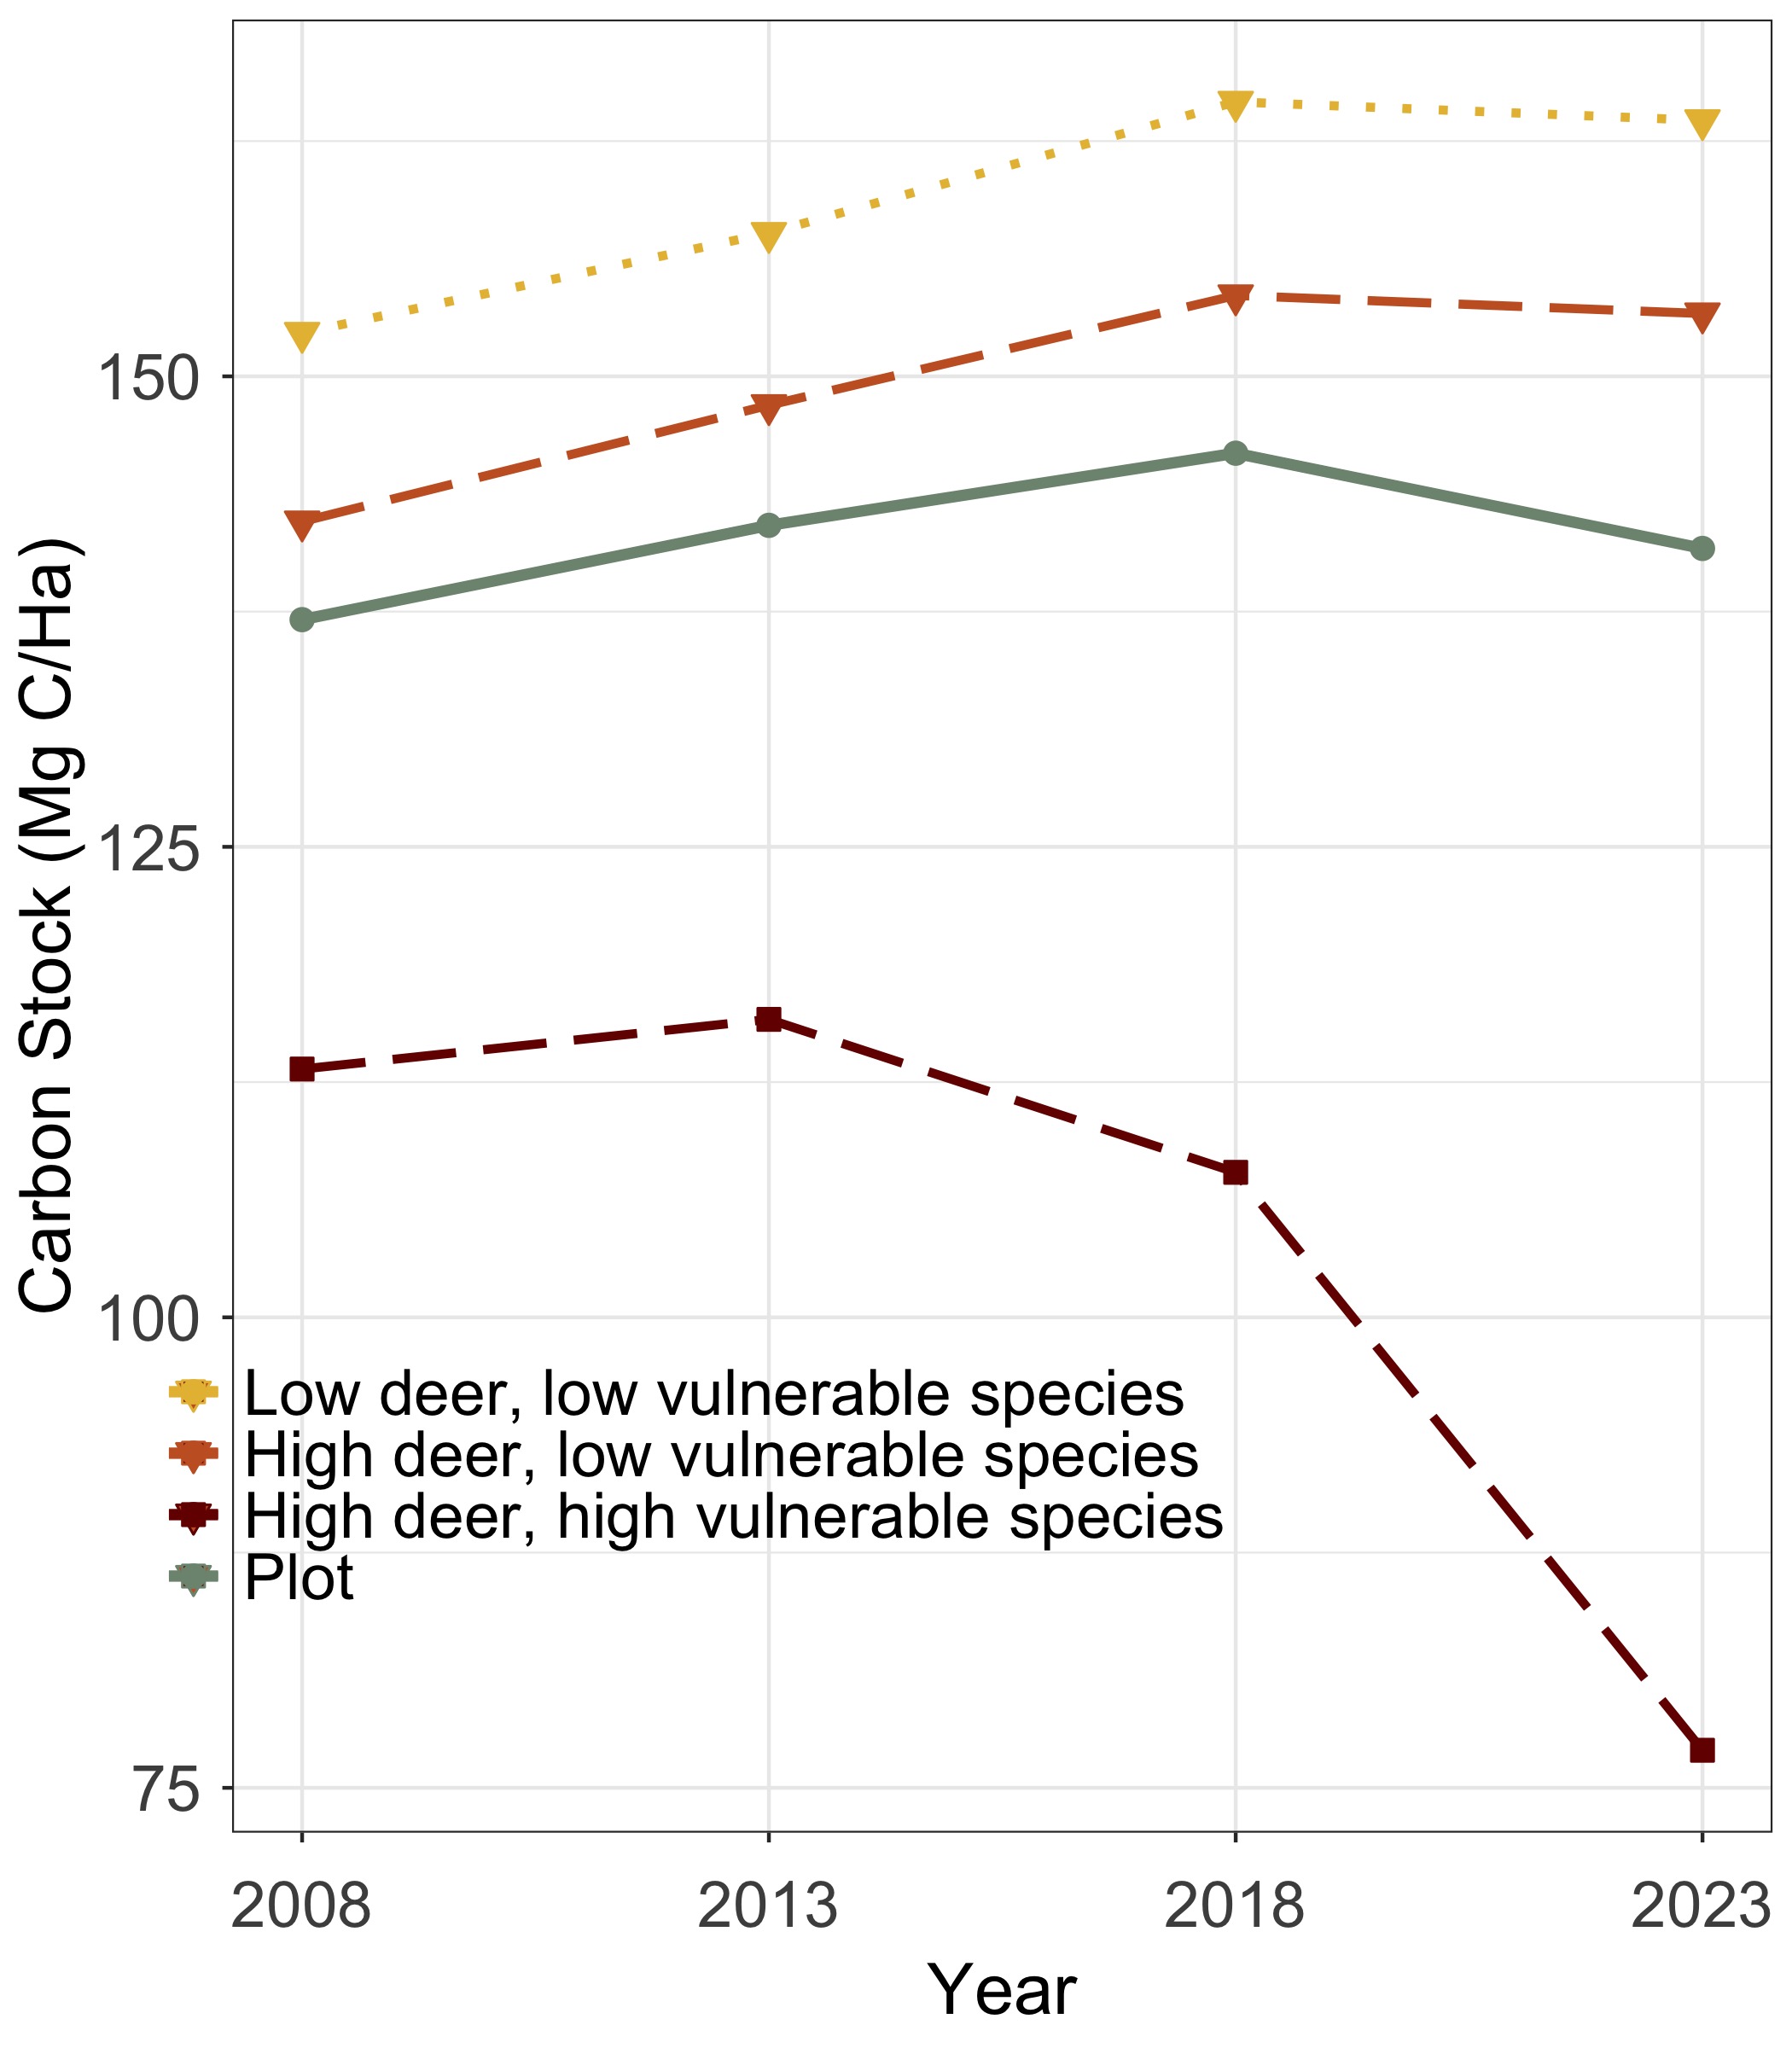 Carbon Stock (Mg C/Ha)
150
125
100
75
Low deer, low vulnerable species
High deer, low vulnerable species
High deer, high vulnerable species
Plot
2008 2013 2018 2023
Year